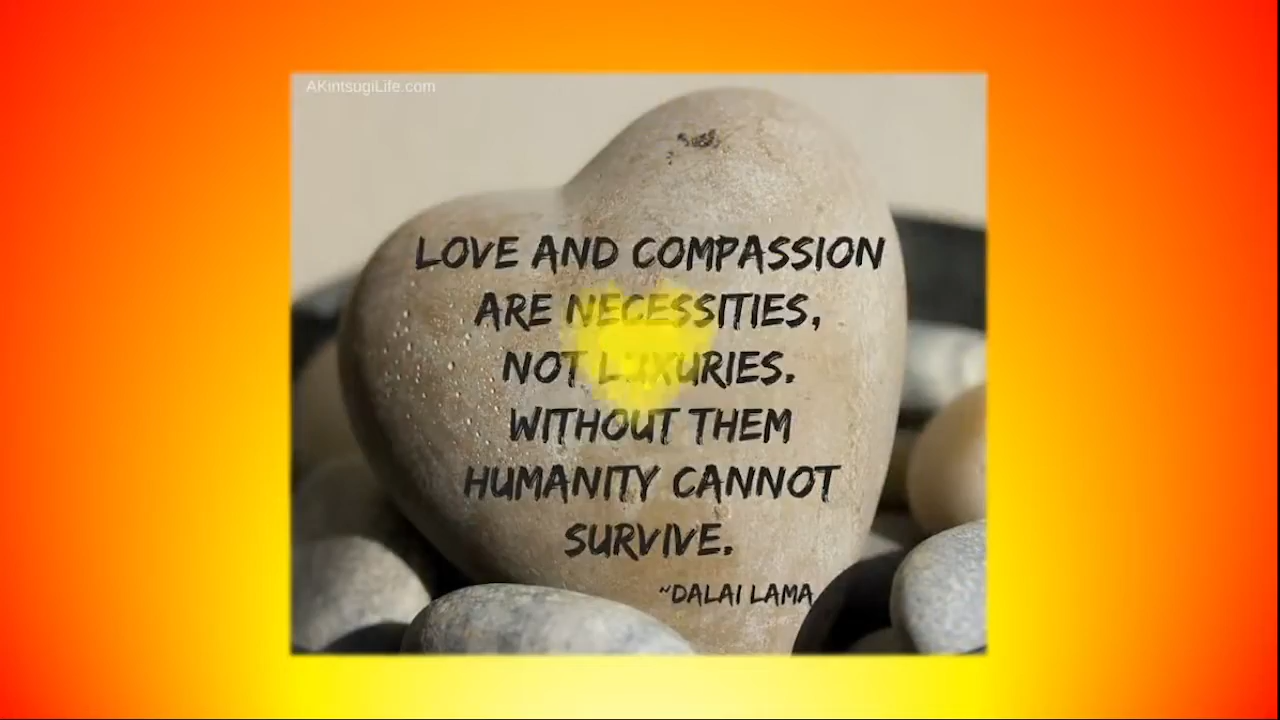 AKintsugiLife.com
LOVE AND COMPASSION
ARE NECESSITIES,
NOT LUXURIES.
WITHOUT THEM
HUMANITY CANNOT
SURVIVE.
~DALAI LAMA